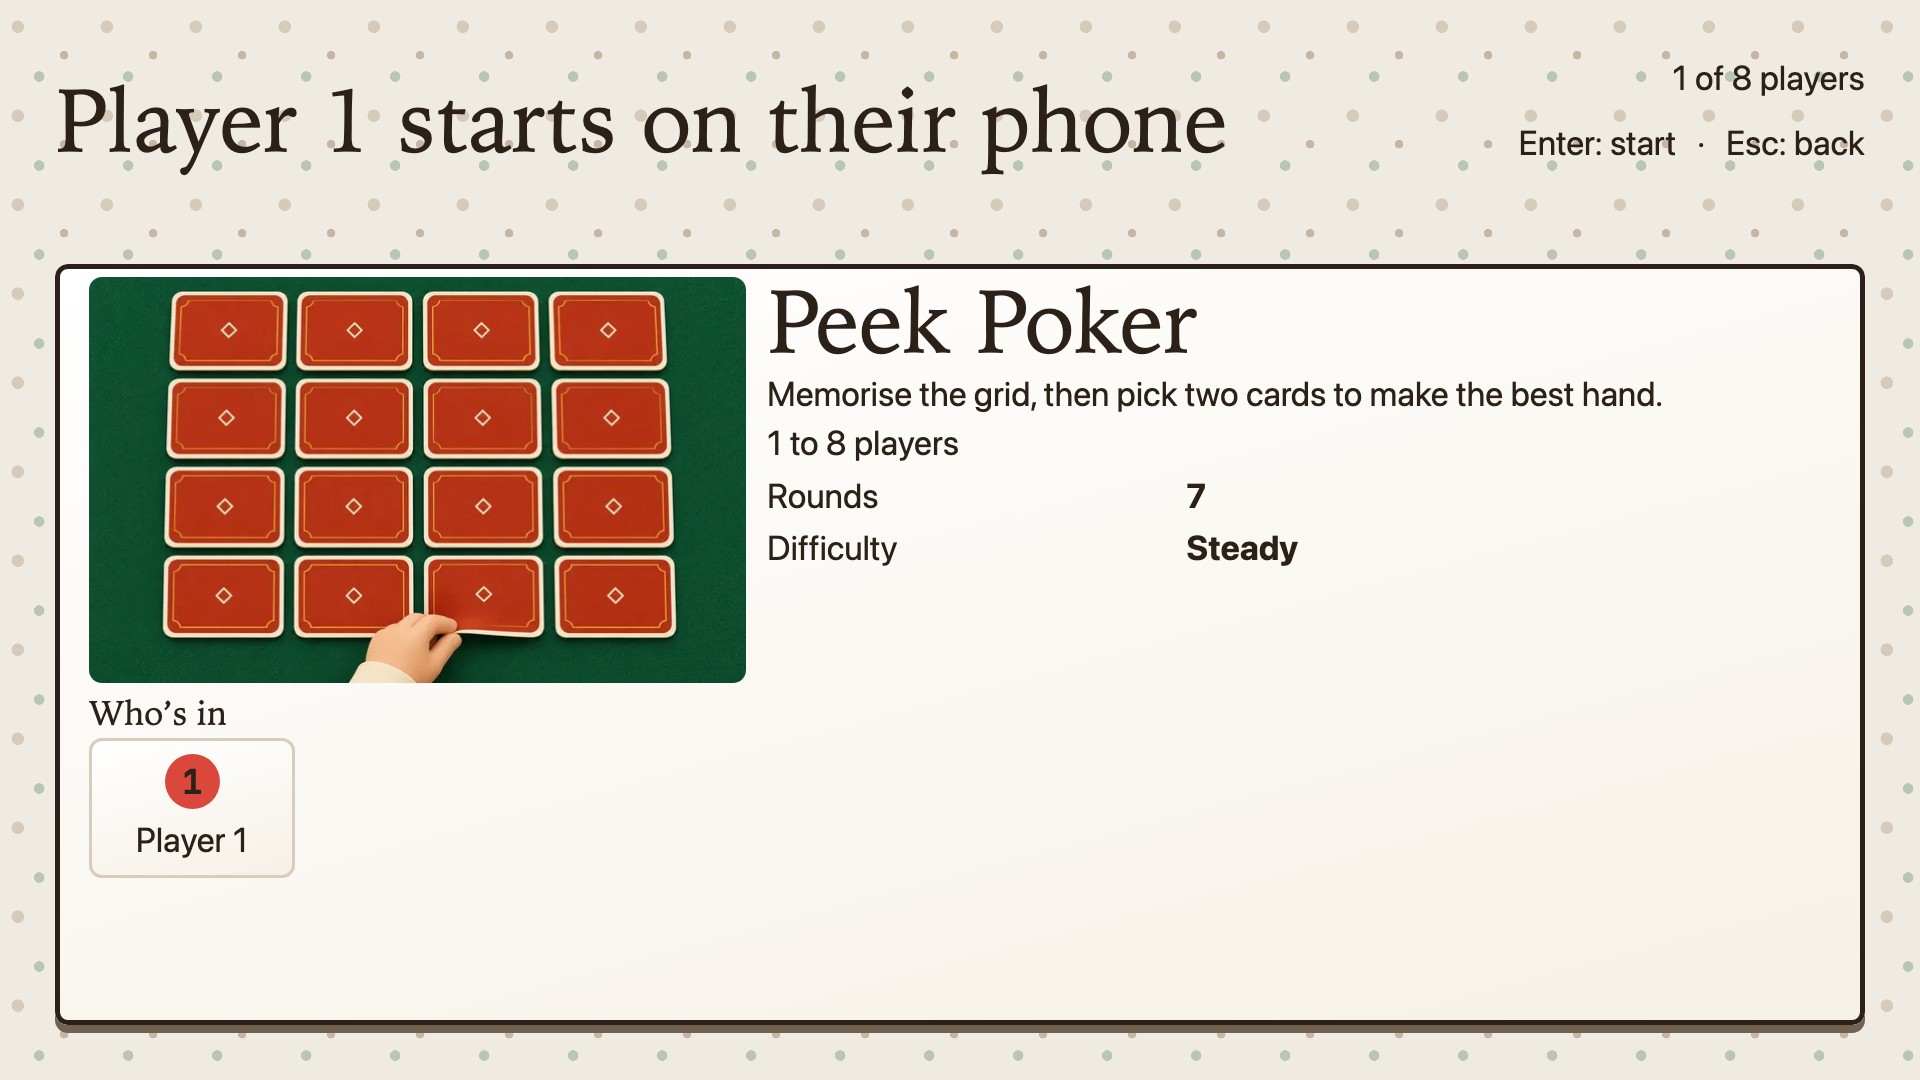 Player 1 starts on their phone
1 of 8 players
Enter: start · Esc: back
Peek Poker
Memorise the grid, then pick two cards to make the best hand.
1 to 8 players
Rounds 7
Difficulty Steady
Who’s in
1
Player 1